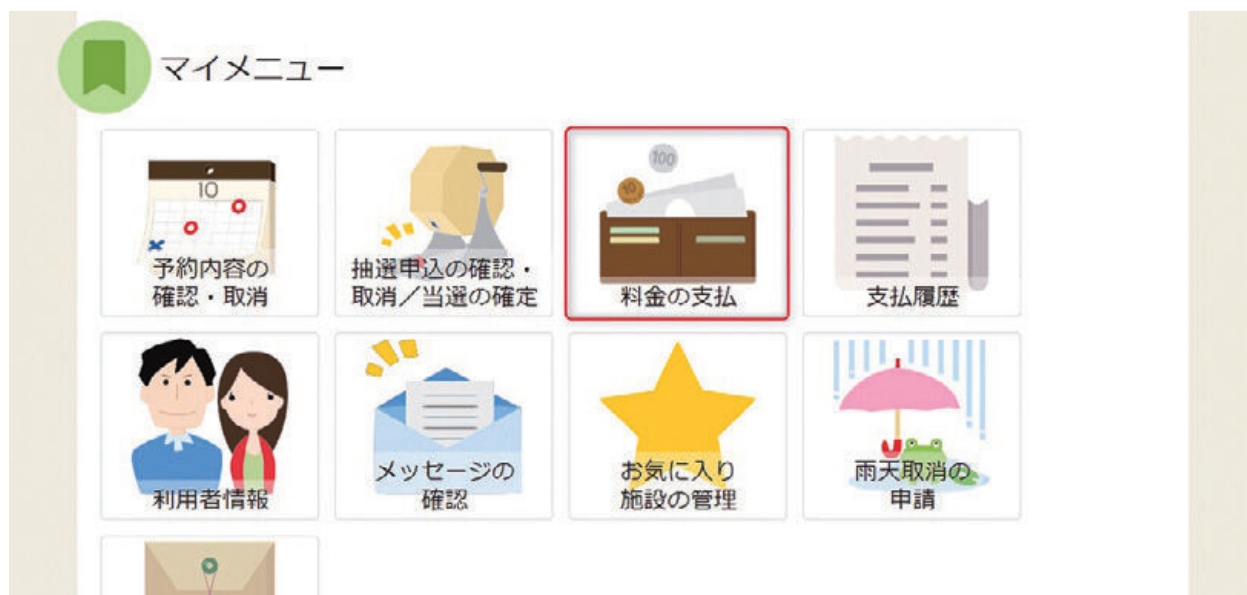 マイメニュー
10
予約内容の
確認・取消
抽選申込の確認・
取消/当選の確定
100
10
料金の支払
支払履歴
利用者情報
メッセージの
確認
お気に入り
施設の管理
雨天取消の
申請